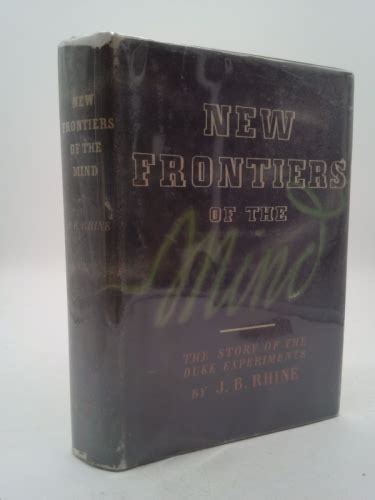 NEW
FRONTIERS
OF THE
MIND
J. B. RHINE
NEW
FRONTIERS
OF THE
Mind
THE STORY OF THE
DUKE EXPERIMENTS
BY J. B. RHINE